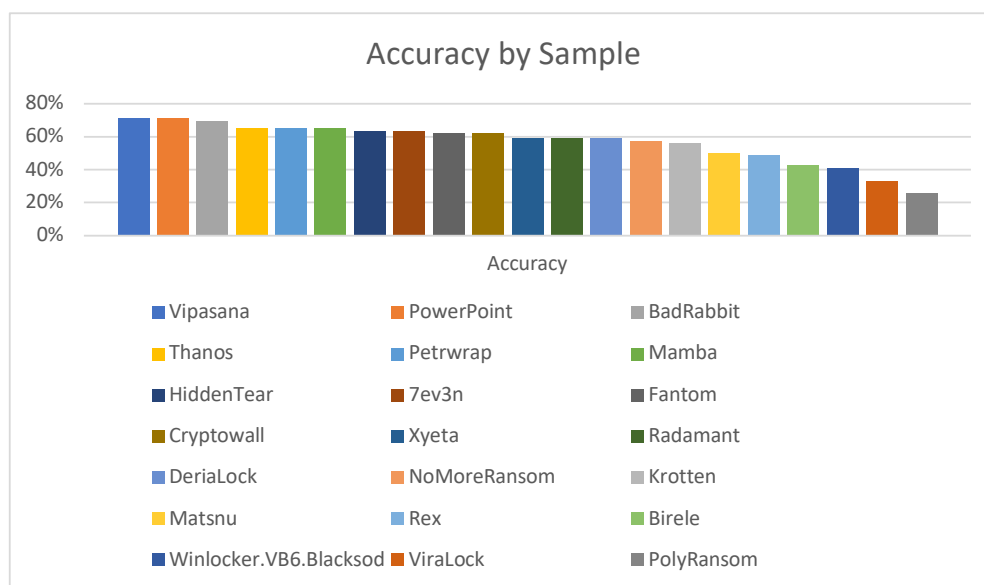 Accuracy by Sample
80%
60%
40%
20%
0%
Accuracy
Vipasana PowerPoint BadRabbit
Thanos Petrwrap Mamba
HiddenTear 7ev3n Fantom
Cryptowall Xyeta Radamant
DeriaLock NoMoreRansom Krotten
Matsnu Rex Birele
Winlocker.VB6.Blacksod ViraLock PolyRansom